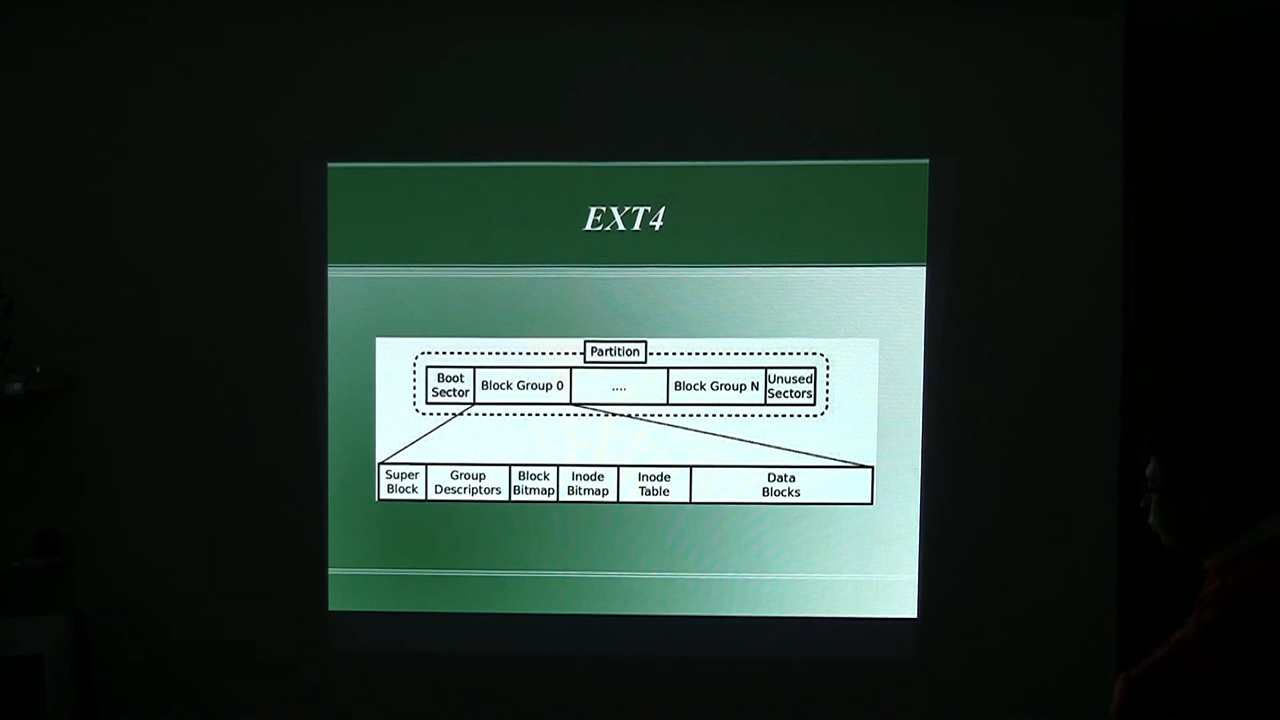 EXT4
Partition
Boot
Sector
Block Group 0
....
Block Group N
Unused
Sectors
Super
Block
Group
Descriptors
Block
Bitmap
Inode
Bitmap
Inode
Table
Data
Blocks